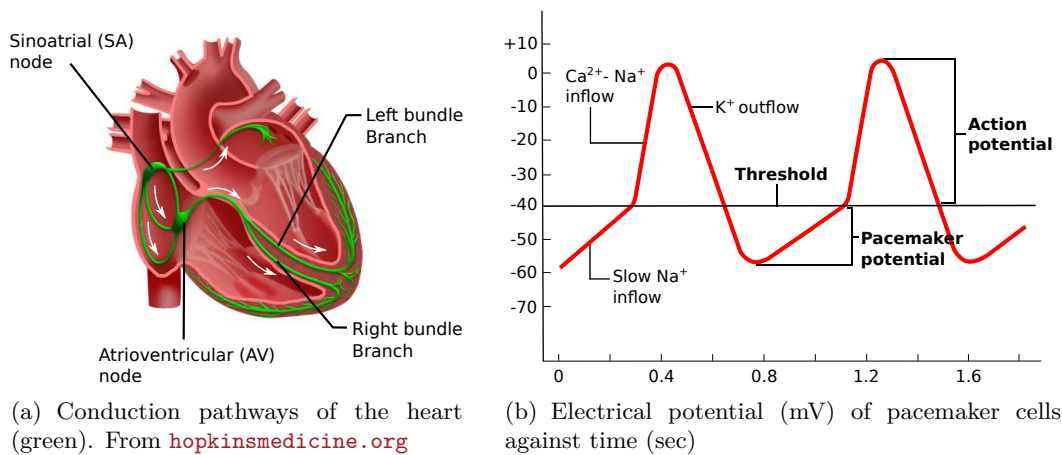 Sinoatrial (SA)
node
Left bundle
Branch
Right bundle
Branch
Atrioventricular (AV)
node
(a) Conduction pathways of the heart
(green). From hopkinsmedicine.org
+10
0
-10
-20
-30
-40
-50
-60
-70
Ca²⁺- Na⁺
inflow
K⁺ outflow
Threshold
Action
potential
Pacemaker
potential
Slow Na⁺
inflow
0 0.4 0.8 1.2 1.6
(b) Electrical potential (mV) of pacemaker cells
against time (sec)